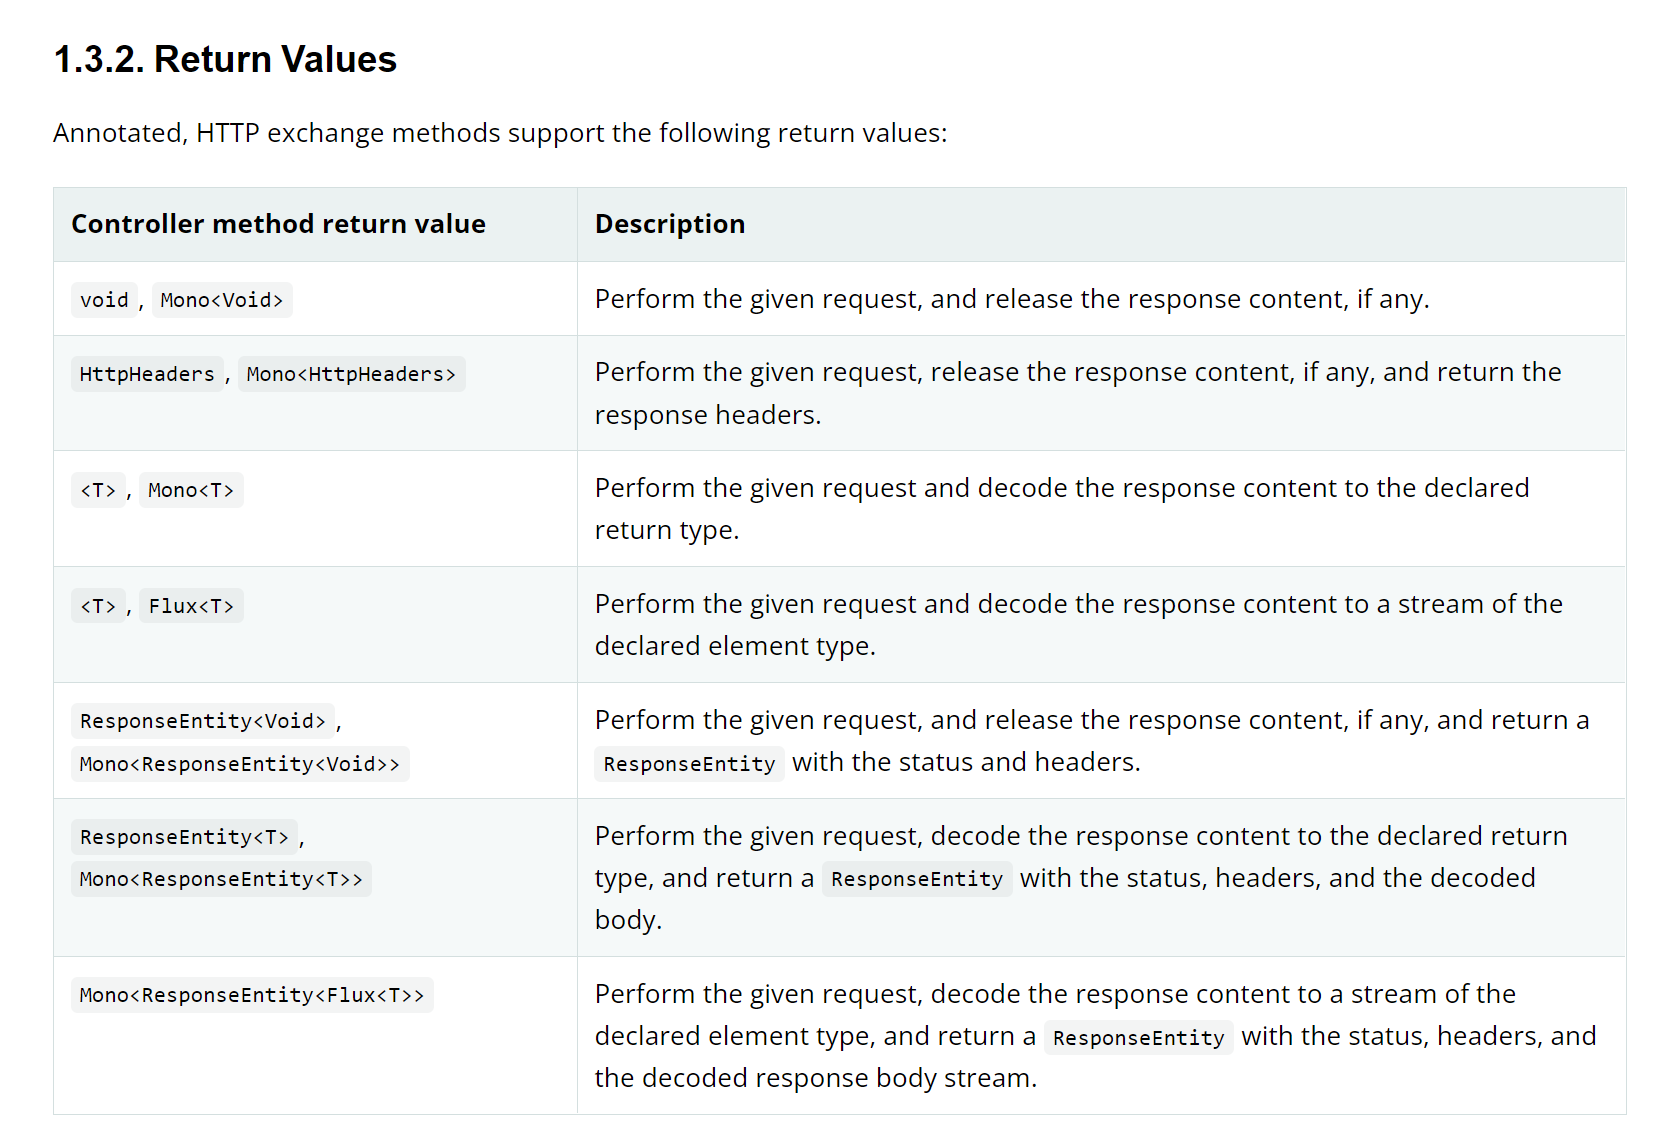 1.3.2. Return Values
Annotated, HTTP exchange methods support the following return values:
Controller method return value Description
void , Mono<Void> Perform the given request, and release the response content, if any.
HttpHeaders , Mono<HttpHeaders> Perform the given request, release the response content, if any, and return the
response headers.
<T> , Mono<T> Perform the given request and decode the response content to the declared
return type.
<T> , Flux<T> Perform the given request and decode the response content to a stream of the
declared element type.
ResponseEntity<Void> , Perform the given request, and release the response content, if any, and return a
Mono<ResponseEntity<Void>> ResponseEntity with the status and headers.
ResponseEntity<T> , Perform the given request, decode the response content to the declared return
Mono<ResponseEntity<T>> type, and return a ResponseEntity with the status, headers, and the decoded
body.
Mono<ResponseEntity<Flux<T>> Perform the given request, decode the response content to a stream of the
declared element type, and return a ResponseEntity with the status, headers, and
the decoded response body stream.